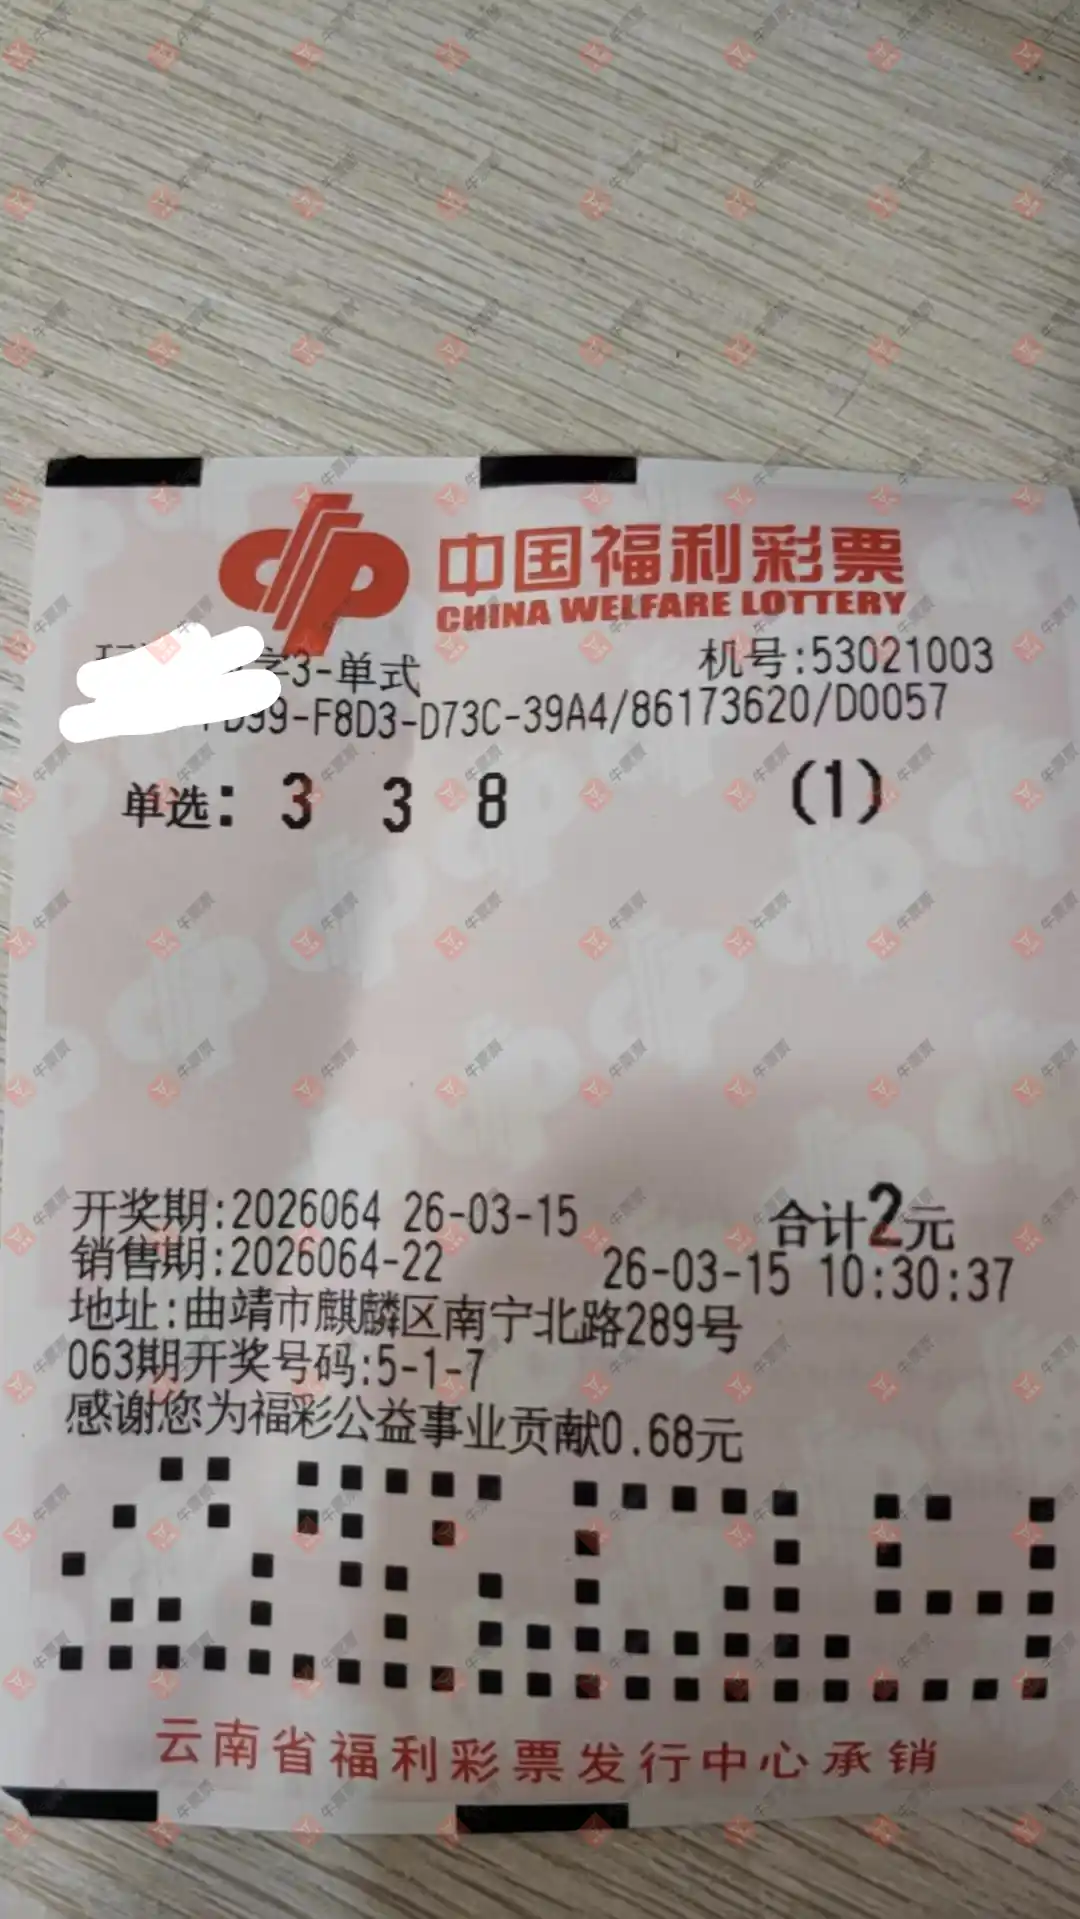 中国福利彩票
CHINA WELFARE LOTTERY
3-单式 机号:53021003
D99-F8D3-D73C-39A4/86173620/D0057
单选: 3 3 8 (1)
开奖期:2026064 26-03-15 合计2元
销售期:2026064-22 26-03-15 10:30:37
地址:曲靖市麒麟区南宁北路289号
063期开奖号码:5-1-7
感谢您为福彩公益事业贡献0.68元
云南省福利彩票发行中心承销
牛票票